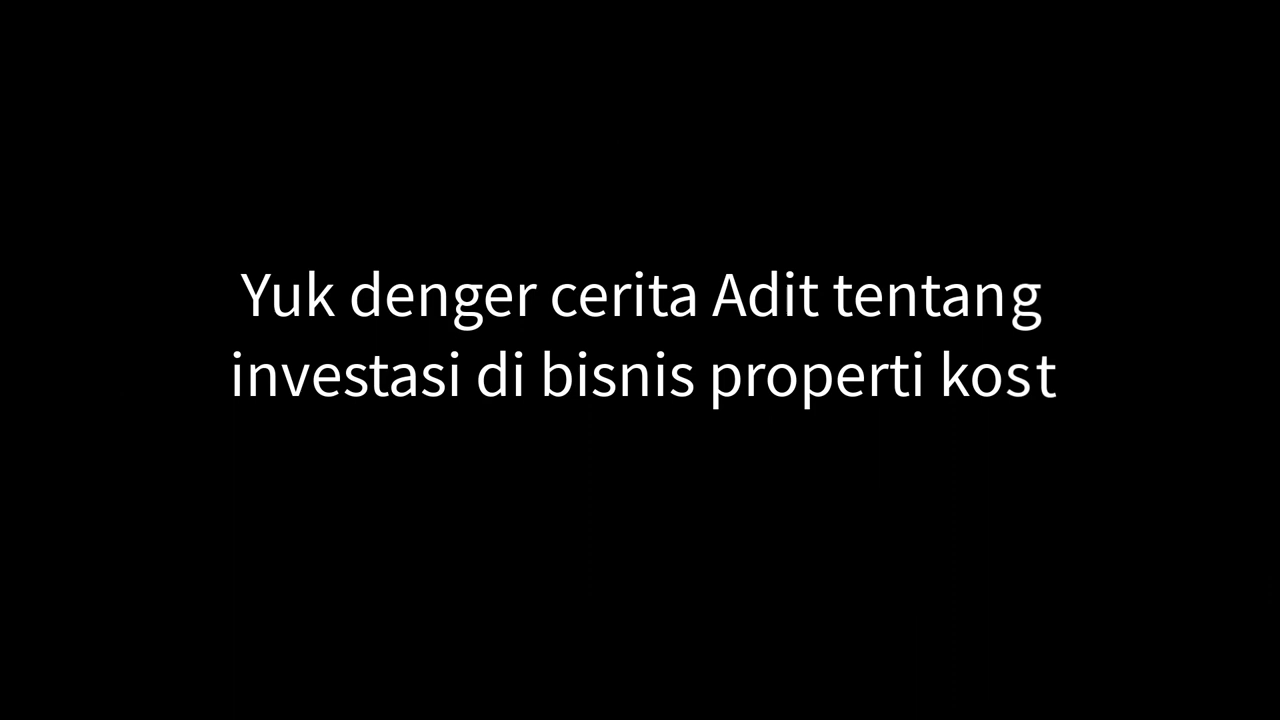 Yuk denger cerita Adit tentang
investasi di bisnis properti kost